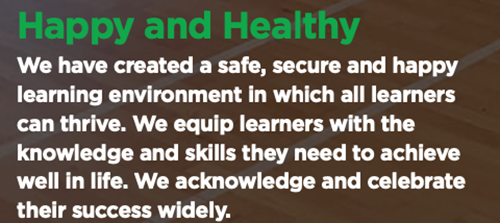 Happy and Healthy
We have created a safe, secure and happy
learning environment in which all learners
can thrive. We equip learners with the
knowledge and skills they need to achieve
well in life. We acknowledge and celebrate
their success widely.